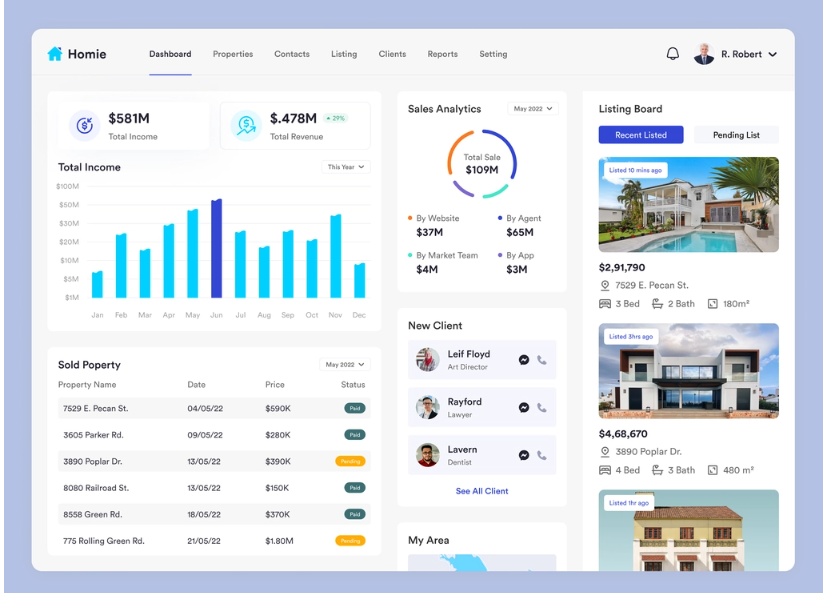 Homie
Dashboard
Properties
Contacts
Listing
Clients
Reports
Setting
R. Robert
$581M
Total Income
$.478M
29%
Total Revenue
Total Income
This Year
$100M
$50M
$30M
$20M
$10M
$5M
$1M
Jan Feb Mar Apr May Jun Jul Aug Sep Oct Nov Dec
Sold Poperty
May 2022
Property Name Date Price Status
7529 E. Pecan St. 04/05/22 $590K Paid
3605 Parker Rd. 09/05/22 $280K Paid
3890 Poplar Dr. 13/05/22 $390K Pending
8080 Railroad St. 13/05/22 $150K Paid
8558 Green Rd. 18/05/22 $370K Paid
775 Rolling Green Rd. 21/05/22 $1.80M Pending
Sales Analytics
May 2022
Total Sale
$109M
By Website
$37M
By Agent
$65M
By Market Team
$4M
By App
$3M
New Client
Leif Floyd
Art Director
Rayford
Lawyer
Lavern
Dentist
See All Client
My Area
Listing Board
Recent Listed
Pending List
Listed 10 mins ago
$2,91,790
7529 E. Pecan St.
3 Bed 2 Bath 180m²
Listed 3hrs ago
$4,68,670
3890 Poplar Dr.
4 Bed 3 Bath 480 m²
Listed 1hr ago